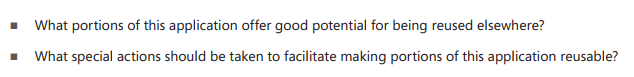 ▪ What portions of this application offer good potential for being reused elsewhere?
▪ What special actions should be taken to facilitate making portions of this application reusable?